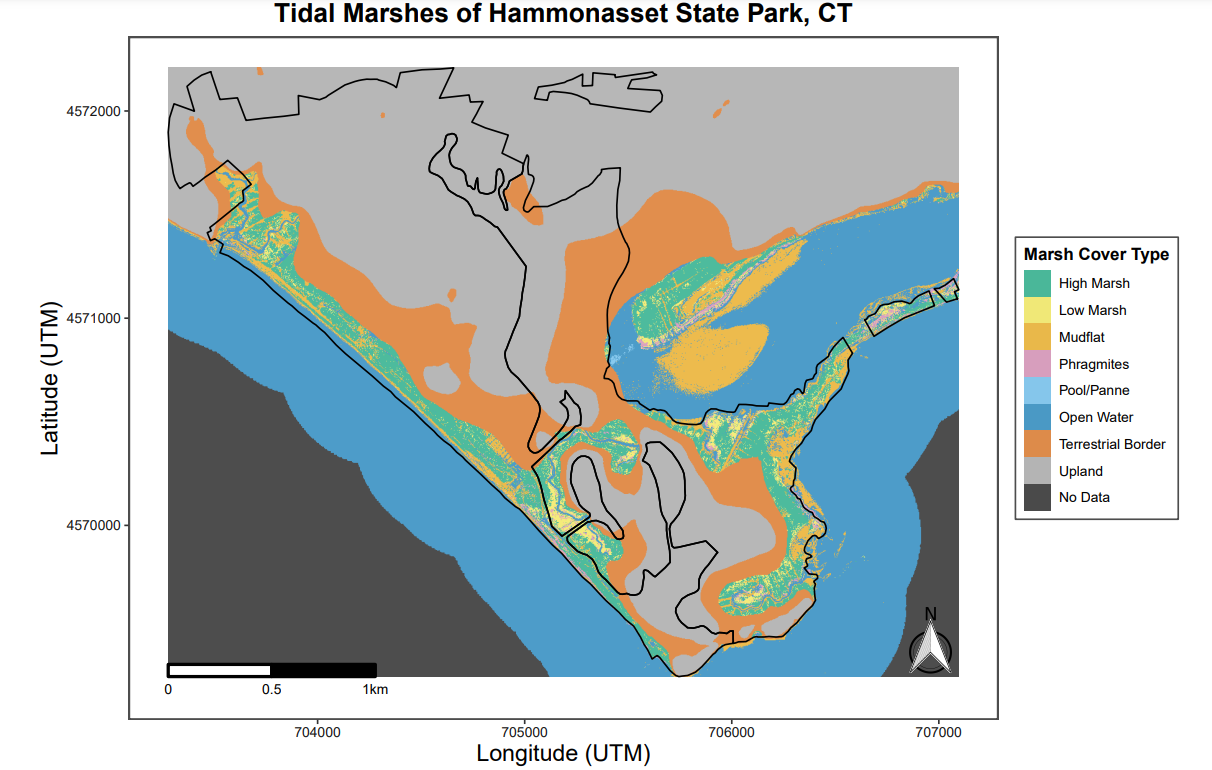 Tidal Marshes of Hammonasset State Park, CT
4572000
4571000
4570000
Latitude (UTM)
N
0 0.5 1km
704000 705000 706000 707000
Longitude (UTM)
Marsh Cover Type
High Marsh
Low Marsh
Mudflat
Phragmites
Pool/Panne
Open Water
Terrestrial Border
Upland
No Data